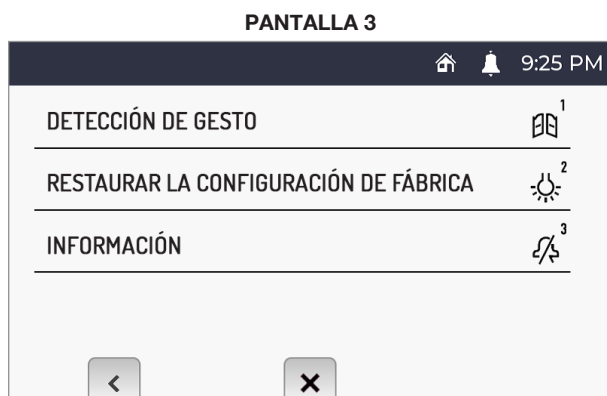 PANTALLA 3
9:25 PM
DETECCIÓN DE GESTO 1
RESTAURAR LA CONFIGURACIÓN DE FÁBRICA 2
INFORMACIÓN 3